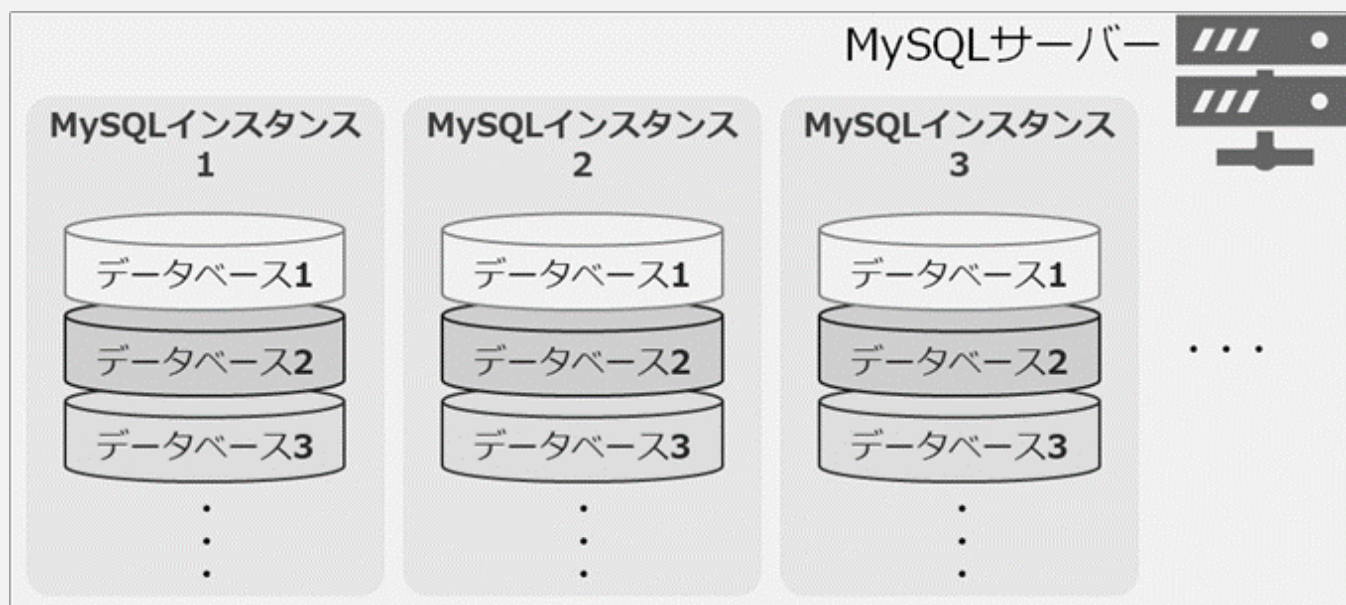 MySQLサーバー
MySQLインスタンス
1
データベース1
データベース2
データベース3
・
・
・
MySQLインスタンス
2
データベース1
データベース2
データベース3
・
・
・
MySQLインスタンス
3
データベース1
データベース2
データベース3
・
・
・
・・・